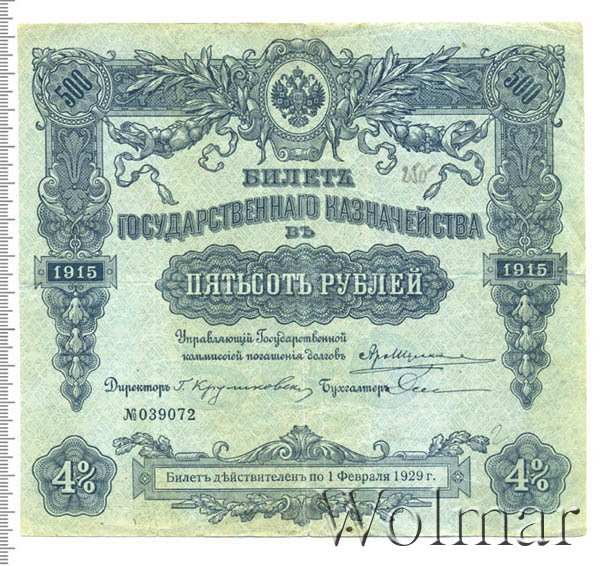 500 500
250
БИЛЕТЪ
ГОСУДАРСТВЕННАГО КАЗНАЧЕЙСТВА
ВЪ
1915 ПЯТЬСОТЪ РУБЛЕЙ 1915
Управляющій Государственной
коммиссіей погашенія долговъ
Директоръ Бухгалтеръ
№039072
4% Билетъ дѣйствителенъ по 1 Февраля 1929 г. 4%
Wolmar